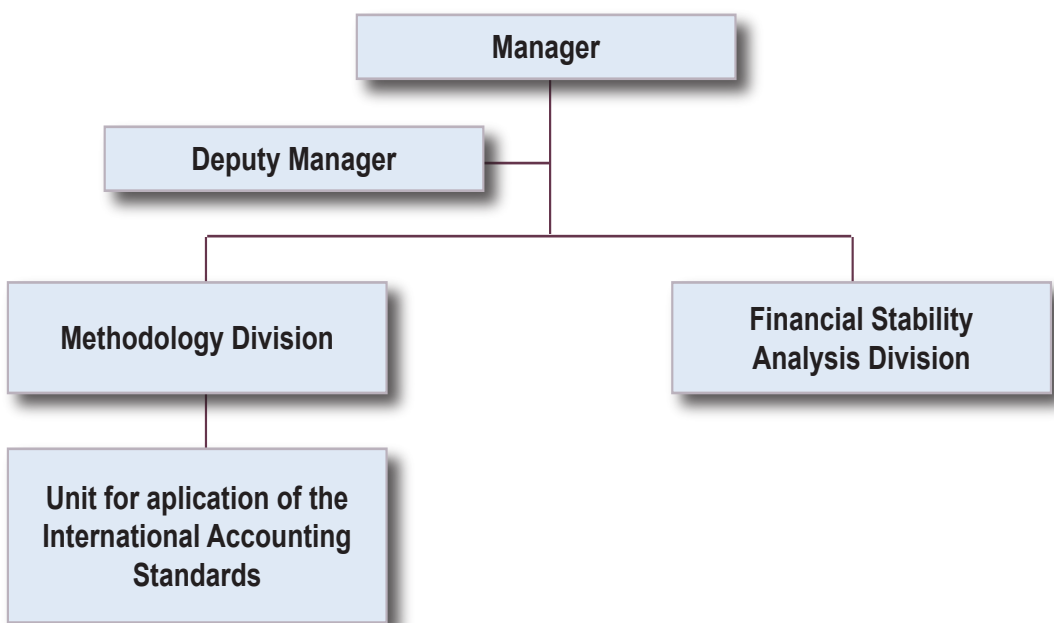 Manager
Deputy Manager
Methodology Division
Financial Stability
Analysis Division
Unit for aplication of the
International Accounting
Standards